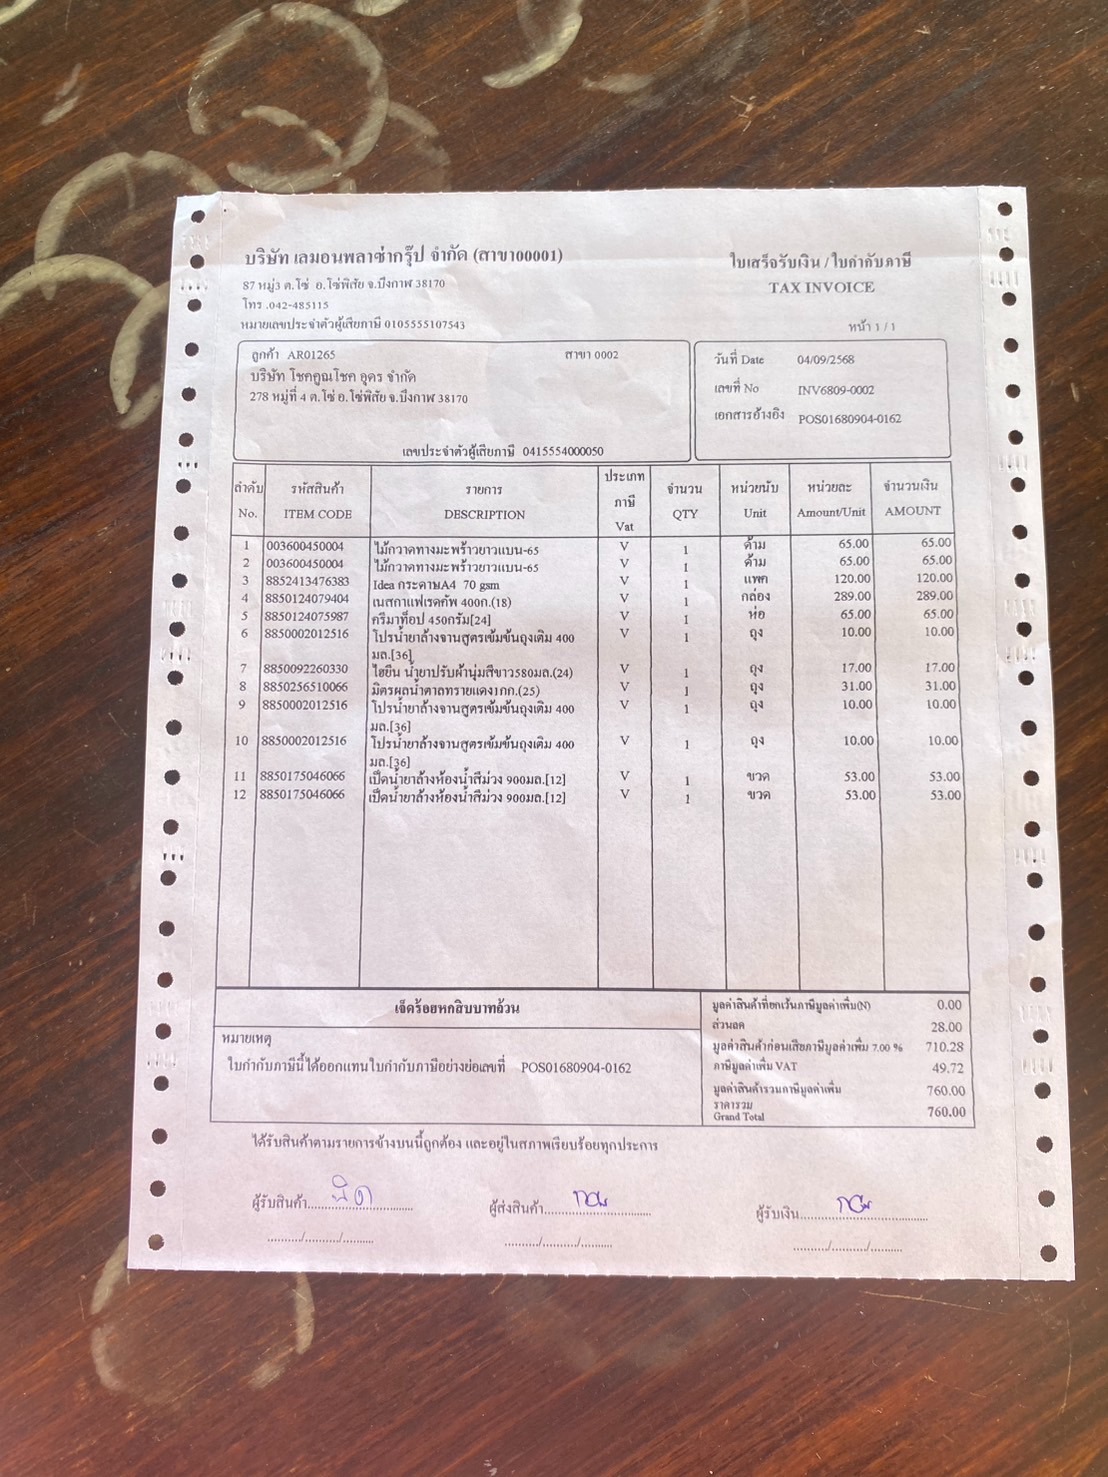 บริษัท เลมอนพลาซ่ากรุ๊ป จำกัด (สาขา00001)
87 หมู่3 ต.โซ่ อ.โซ่พิสัย จ.บึงกาฬ 38170
โทร .042-485115
หมายเลขประจำตัวผู้เสียภาษี 0105555107543
ใบเสร็จรับเงิน / ใบกำกับภาษี
TAX INVOICE
หน้า 1 / 1
ลูกค้า AR01265 สาขา 0002
บริษัท โชคคูณโชค อุดร จำกัด
278 หมู่ที่ 4 ต.โซ่ อ.โซ่พิสัย จ.บึงกาฬ 38170
เลขประจำตัวผู้เสียภาษี 0415554000050
วันที่ Date 04/09/2568
เลขที่ No INV6809-0002
เอกสารอ้างอิง POS01680904-0162
ลำดับ No. รหัสสินค้า ITEM CODE รายการ DESCRIPTION ประเภท ภาษี Vat จำนวน QTY หน่วยนับ Unit หน่วยละ Amount/Unit จำนวนเงิน AMOUNT
1 003600450004 ไม้กวาดทางมะพร้าวยาวแบน-65 V 1 ด้าม 65.00 65.00
2 003600450004 ไม้กวาดทางมะพร้าวยาวแบน-65 V 1 ด้าม 65.00 65.00
3 8852413476383 Idea กระดาษA4 70 gsm V 1 แพค 120.00 120.00
4 8850124079404 เนสกาแฟเรดคัพ 400ก.(18) V 1 กล่อง 289.00 289.00
5 8850124075987 ครีมาท็อป 450กรัม[24] V 1 ห่อ 65.00 65.00
6 8850002012516 โปรน้ำยาล้างจานสูตรเข้มข้นถุงเติม 400 V 1 ถุง 10.00 10.00
มล.[36]
7 8850092260330 ไฮยีน น้ำยาปรับผ้านุ่มสีขาว580มล.(24) V 1 ถุง 17.00 17.00
8 8850256510066 มิตรผลน้ำตาลทรายแดง1กก.(25) V 1 ถุง 31.00 31.00
9 8850002012516 โปรน้ำยาล้างจานสูตรเข้มข้นถุงเติม 400 V 1 ถุง 10.00 10.00
มล.[36]
10 8850002012516 โปรน้ำยาล้างจานสูตรเข้มข้นถุงเติม 400 V 1 ถุง 10.00 10.00
มล.[36]
11 8850175046066 เป็ดน้ำยาล้างห้องน้ำสีม่วง 900มล.[12] V 1 ขวด 53.00 53.00
12 8850175046066 เป็ดน้ำยาล้างห้องน้ำสีม่วง 900มล.[12] V 1 ขวด 53.00 53.00
เจ็ดร้อยหกสิบบาทถ้วน
หมายเหตุ
ใบกำกับภาษีนี้ได้ออกแทนใบกำกับภาษีอย่างย่อเลขที่ POS01680904-0162
มูลค่าสินค้าที่ยกเว้นภาษีมูลค่าเพิ่ม(N) 0.00
ส่วนลด 28.00
มูลค่าสินค้าก่อนเสียภาษีมูลค่าเพิ่ม 7.00 % 710.28
ภาษีมูลค่าเพิ่ม VAT 49.72
มูลค่าสินค้ารวมภาษีมูลค่าเพิ่ม 760.00
ราคารวม
Grand Total 760.00
ได้รับสินค้าตามรายการข้างบนนี้ถูกต้อง และอยู่ในสภาพเรียบร้อยทุกประการ
ผู้รับสินค้า.............................. ผู้ส่งสินค้า.............................. ผู้รับเงิน..............................
........./........./......... ........./........./......... ........./........./.........